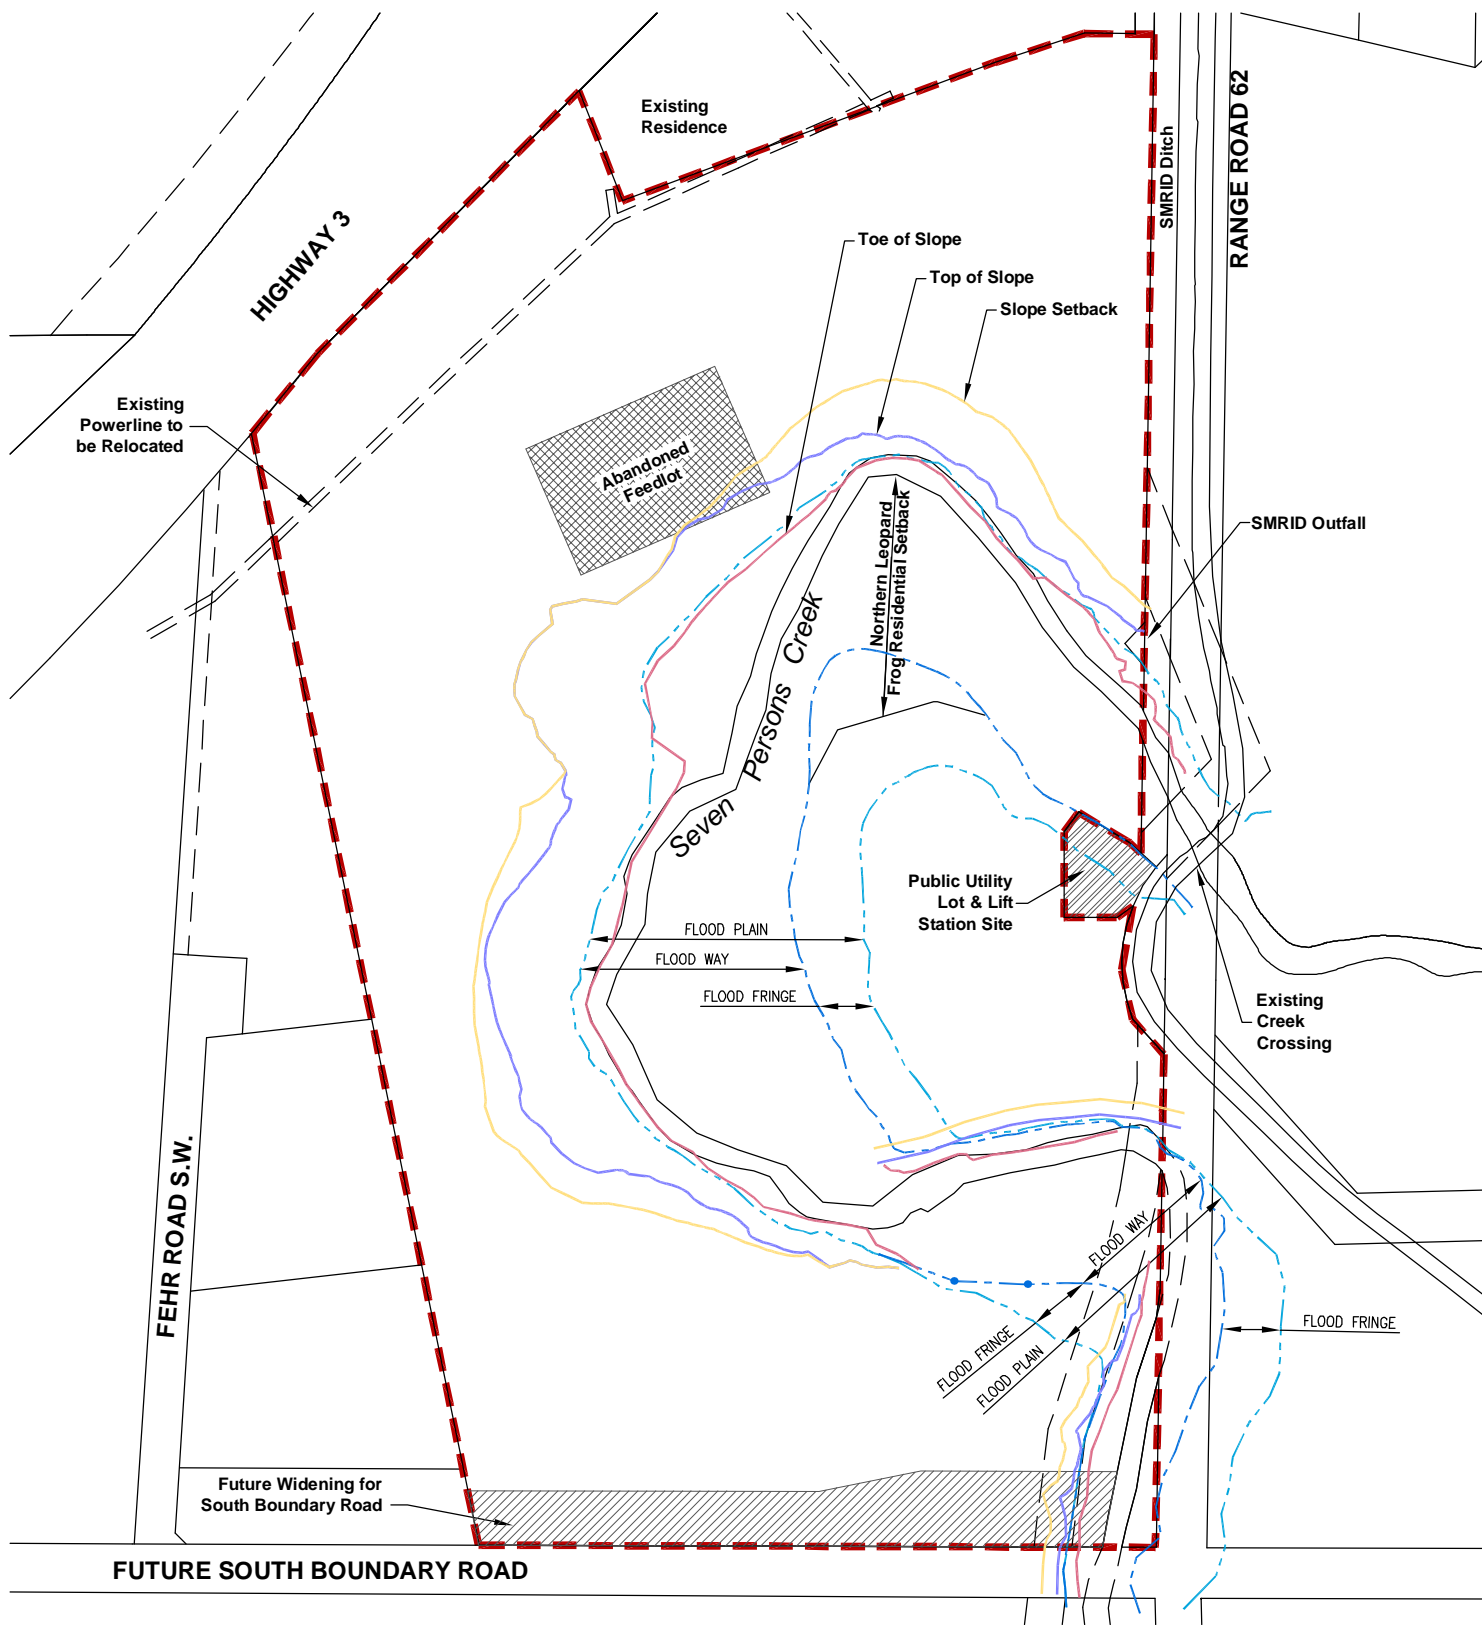 Existing
Residence
HIGHWAY 3
SMRID Ditch
RANGE ROAD 62
Toe of Slope
Top of Slope
Slope Setback
Existing
Powerline to
be Relocated
Abandoned
Feedlot
Northern Leopard
Frog Residential Setback
SMRID Outfall
Seven Persons Creek
Public Utility
Lot & Lift
Station Site
FLOOD PLAIN
FLOOD WAY
FLOOD FRINGE
Existing
Creek
Crossing
FEHR ROAD S.W.
FLOOD WAY
FLOOD FRINGE
FLOOD PLAIN
FLOOD FRINGE
Future Widening for
South Boundary Road
FUTURE SOUTH BOUNDARY ROAD